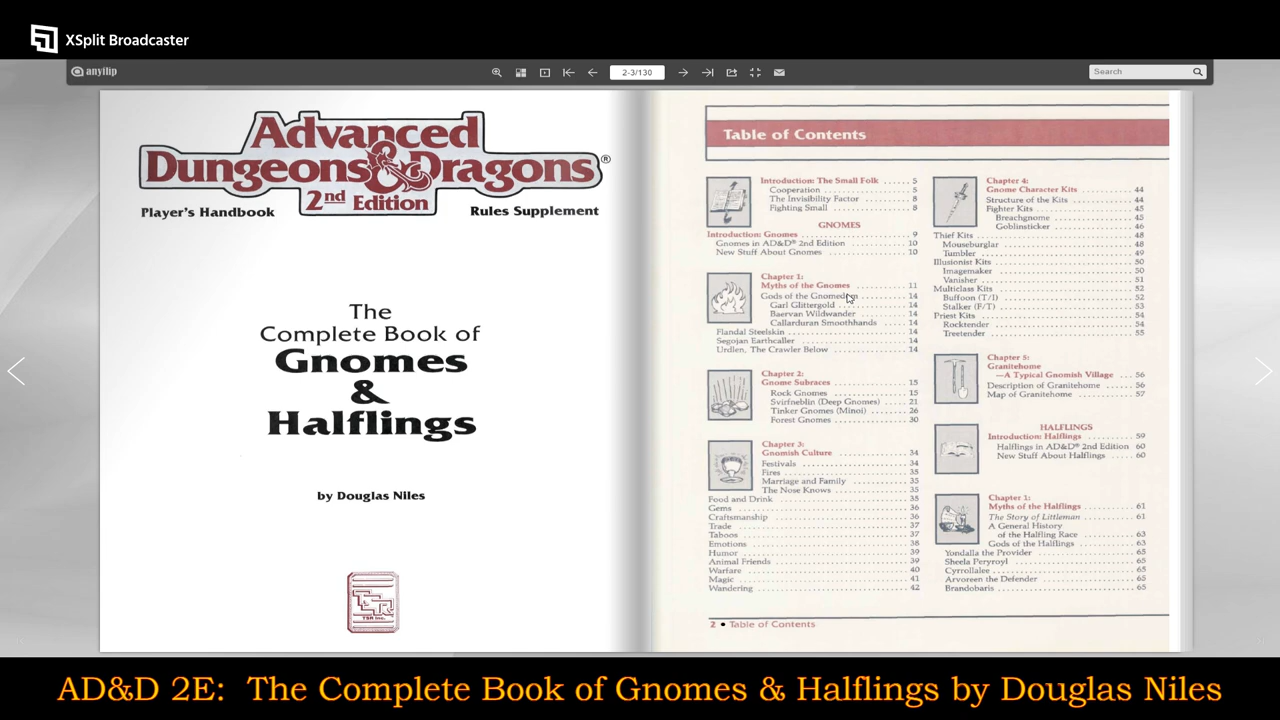 XSplit Broadcaster
anyflip
2-3/130
Search
Advanced
Dungeons & Dragons®
2nd Edition
Player's Handbook
Rules Supplement
The
Complete Book of
Gnomes
&
Halflings
by Douglas Niles
TSR
TSR Inc.
Table of Contents
Introduction: The Small Folk ..... 5
Cooperation ..... 5
The Invisibility Factor ..... 8
Fighting Small ..... 8
GNOMES
Introduction: Gnomes ..... 9
Gnomes in AD&D® 2nd Edition ..... 10
New Stuff About Gnomes ..... 10
Chapter 1:
Myths of the Gnomes ..... 11
Gods of the Gnomes ..... 14
Garl Glittergold ..... 14
Baervan Wildwander ..... 14
Callarduran Smoothhands ..... 14
Flandal Steelskin ..... 14
Segojan Earthcaller ..... 14
Urdlen, The Crawler Below ..... 14
Chapter 2:
Gnome Subraces ..... 15
Rock Gnomes ..... 15
Svirfneblin (Deep Gnomes) ..... 21
Tinker Gnomes (Minoi) ..... 26
Forest Gnomes ..... 30
Chapter 3:
Gnomish Culture ..... 34
Festivals ..... 34
Fires ..... 35
Marriage and Family ..... 35
The Nose Knows ..... 35
Food and Drink ..... 35
Gems ..... 36
Craftsmanship ..... 36
Trade ..... 37
Taboos ..... 37
Emotions ..... 38
Humor ..... 39
Animal Friends ..... 39
Warfare ..... 40
Magic ..... 41
Wandering ..... 42
Chapter 4:
Gnome Character Kits ..... 44
Structure of the Kits ..... 44
Fighter Kits ..... 45
Breachgnome ..... 45
Goblinsticker ..... 46
Thief Kits ..... 48
Mouseburglar ..... 48
Tumbler ..... 49
Illusionist Kits ..... 50
Imagemaker ..... 50
Vanisher ..... 51
Multiclass Kits ..... 52
Buffoon (T/I) ..... 52
Stalker (F/T) ..... 53
Priest Kits ..... 54
Rocktender ..... 54
Treetender ..... 55
Chapter 5:
Granitehome
—A Typical Gnomish Village ..... 56
Description of Granitehome ..... 56
Map of Granitehome ..... 57
HALFLINGS
Introduction: Halflings ..... 59
Halflings in AD&D® 2nd Edition 60
New Stuff About Halflings ..... 60
Chapter 1:
Myths of the Halflings ..... 61
The Story of Littleman ..... 61
A General History
of the Halfling Race ..... 63
Gods of the Halflings ..... 63
Yondalla the Provider ..... 65
Sheela Peryroyl ..... 65
Cyrrollalee ..... 65
Arvoreen the Defender ..... 65
Brandobaris ..... 65
2 • Table of Contents
AD&D 2E: The Complete Book of Gnomes & Halflings by Douglas Niles